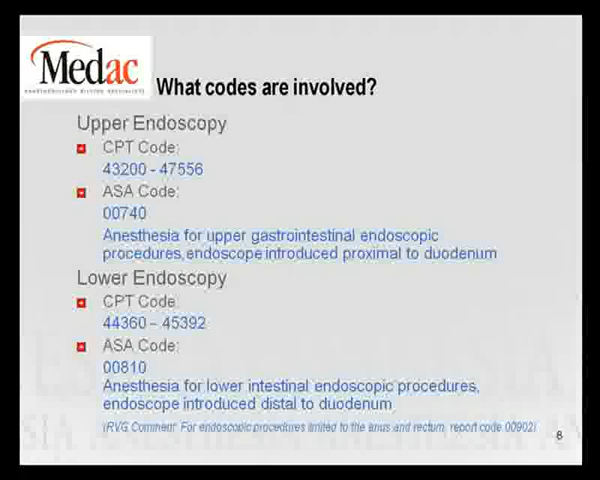 Medac
What codes are involved?
Upper Endoscopy
CPT Code:
43200 - 47556
ASA Code:
00740
Anesthesia for upper gastrointestinal endoscopic
procedures, endoscope introduced proximal to duodenum
Lower Endoscopy
CPT Code:
44360 – 45392
ASA Code:
00810
Anesthesia for lower intestinal endoscopic procedures,
endoscope introduced distal to duodenum
(RVG Comment: For endoscopic procedures limited to the anus and rectum, report code 00902)
8